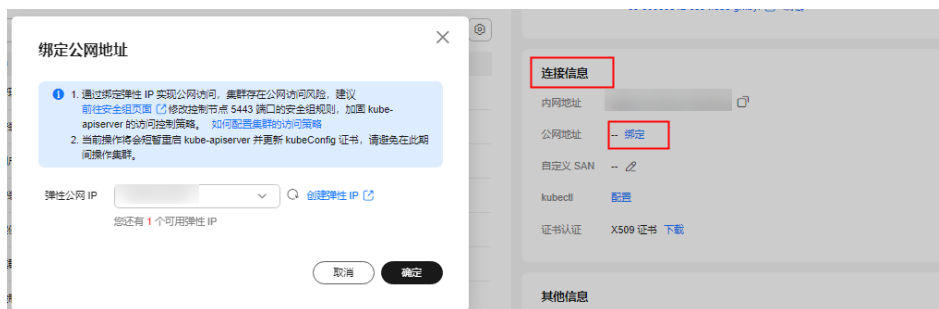 绑定公网地址
1. 通过绑定弹性 IP 实现公网访问，集群存在公网访问风险，建议
前往安全组页面 修改控制节点 5443 端口的安全组规则，加固 kube-
apiserver 的访问控制策略。 如何配置集群的访问策略
2. 当前操作将会短暂重启 kube-apiserver 并更新 kubeConfig 证书，请避免在此期
间操作集群。
弹性公网 IP
创建弹性 IP
您还有 1 个可用弹性 IP
取消
确定
连接信息
内网地址
公网地址 -- 绑定
自定义 SAN --
kubectl 配置
证书认证 X509 证书 下载
其他信息